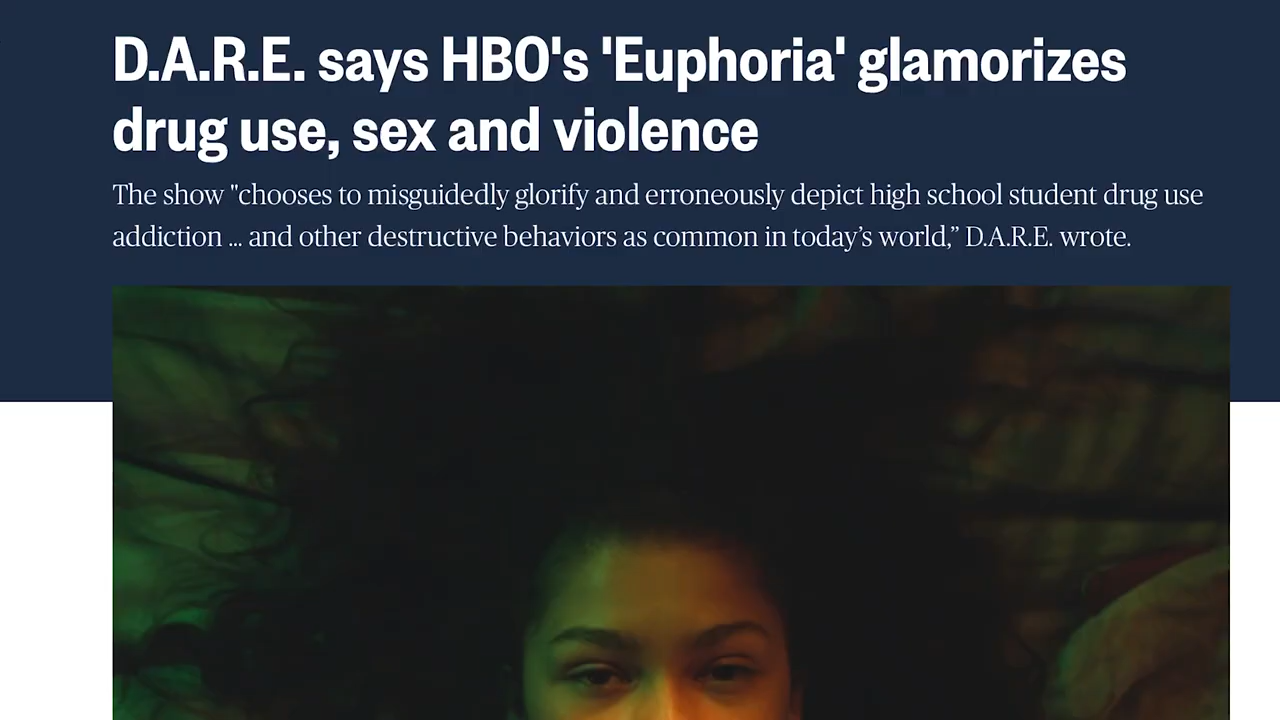 D.A.R.E. says HBO's 'Euphoria' glamorizes
drug use, sex and violence
The show "chooses to misguidedly glorify and erroneously depict high school student drug use
addiction ... and other destructive behaviors as common in today’s world,” D.A.R.E. wrote.